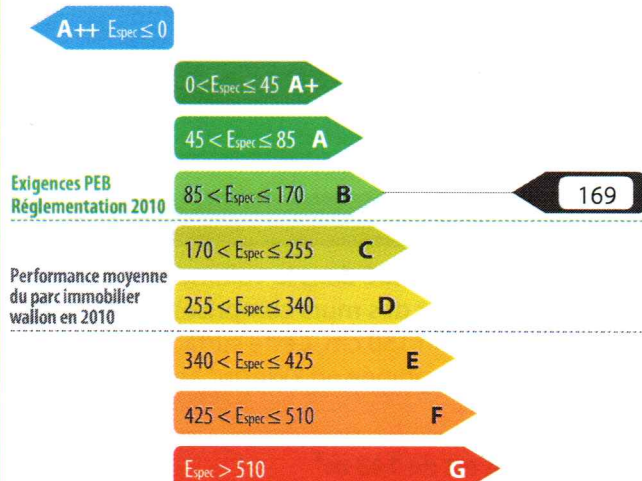 A++ Espec ≤ 0
0 < Espec ≤ 45 A+
45 < Espec ≤ 85 A
Exigences PEB
Réglementation 2010
85 < Espec ≤ 170 B
169
170 < Espec ≤ 255 C
Performance moyenne
du parc immobilier
wallon en 2010
255 < Espec ≤ 340 D
340 < Espec ≤ 425 E
425 < Espec ≤ 510 F
Espec > 510 G